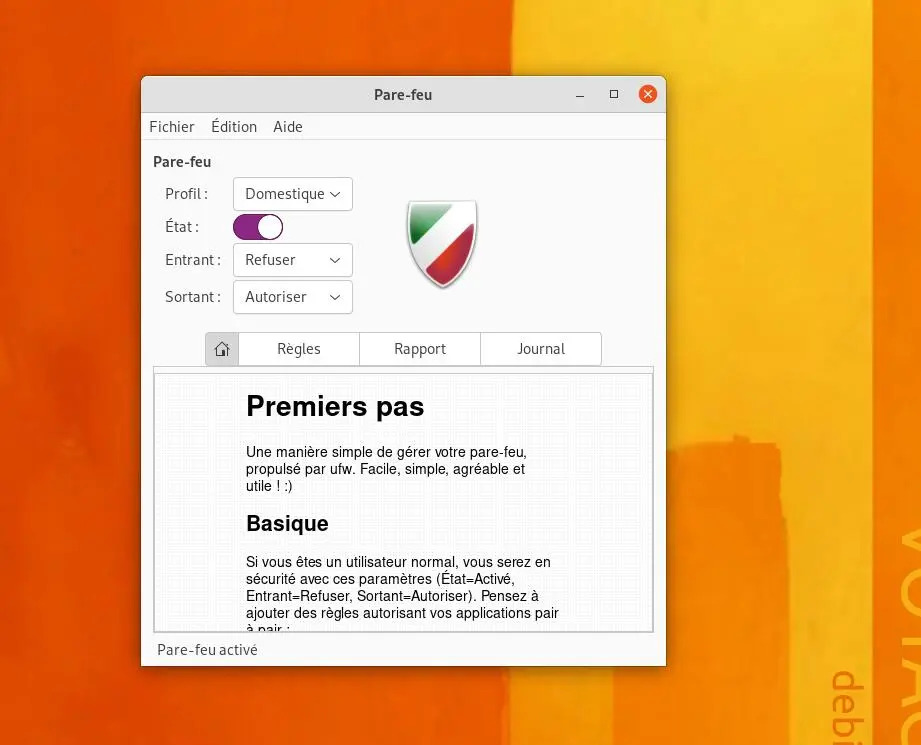 Pare-feu
Fichier Édition Aide
Pare-feu
Profil : Domestique
État :
Entrant : Refuser
Sortant : Autoriser
Règles Rapport Journal
Premiers pas
Une manière simple de gérer votre pare-feu,
propulsé par ufw. Facile, simple, agréable et
utile ! :)
Basique
Si vous êtes un utilisateur normal, vous serez en
sécurité avec ces paramètres (État=Activé,
Entrant=Refuser, Sortant=Autoriser). Pensez à
ajouter des règles autorisant vos applications pair
à pair :
Pare-feu activé
debi